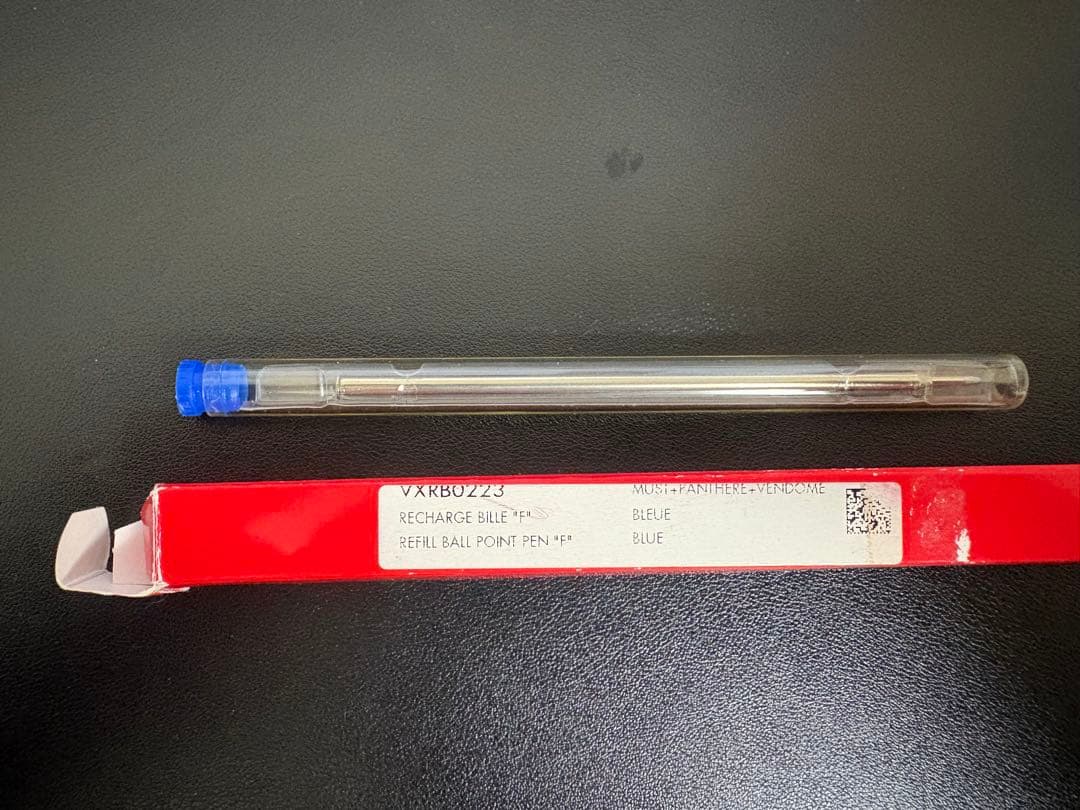 VXRB0223 MUST+PANTHERE+VENDOME
RECHARGE BILLE "F" BLEUE
REFILL BALL POINT PEN "F" BLUE